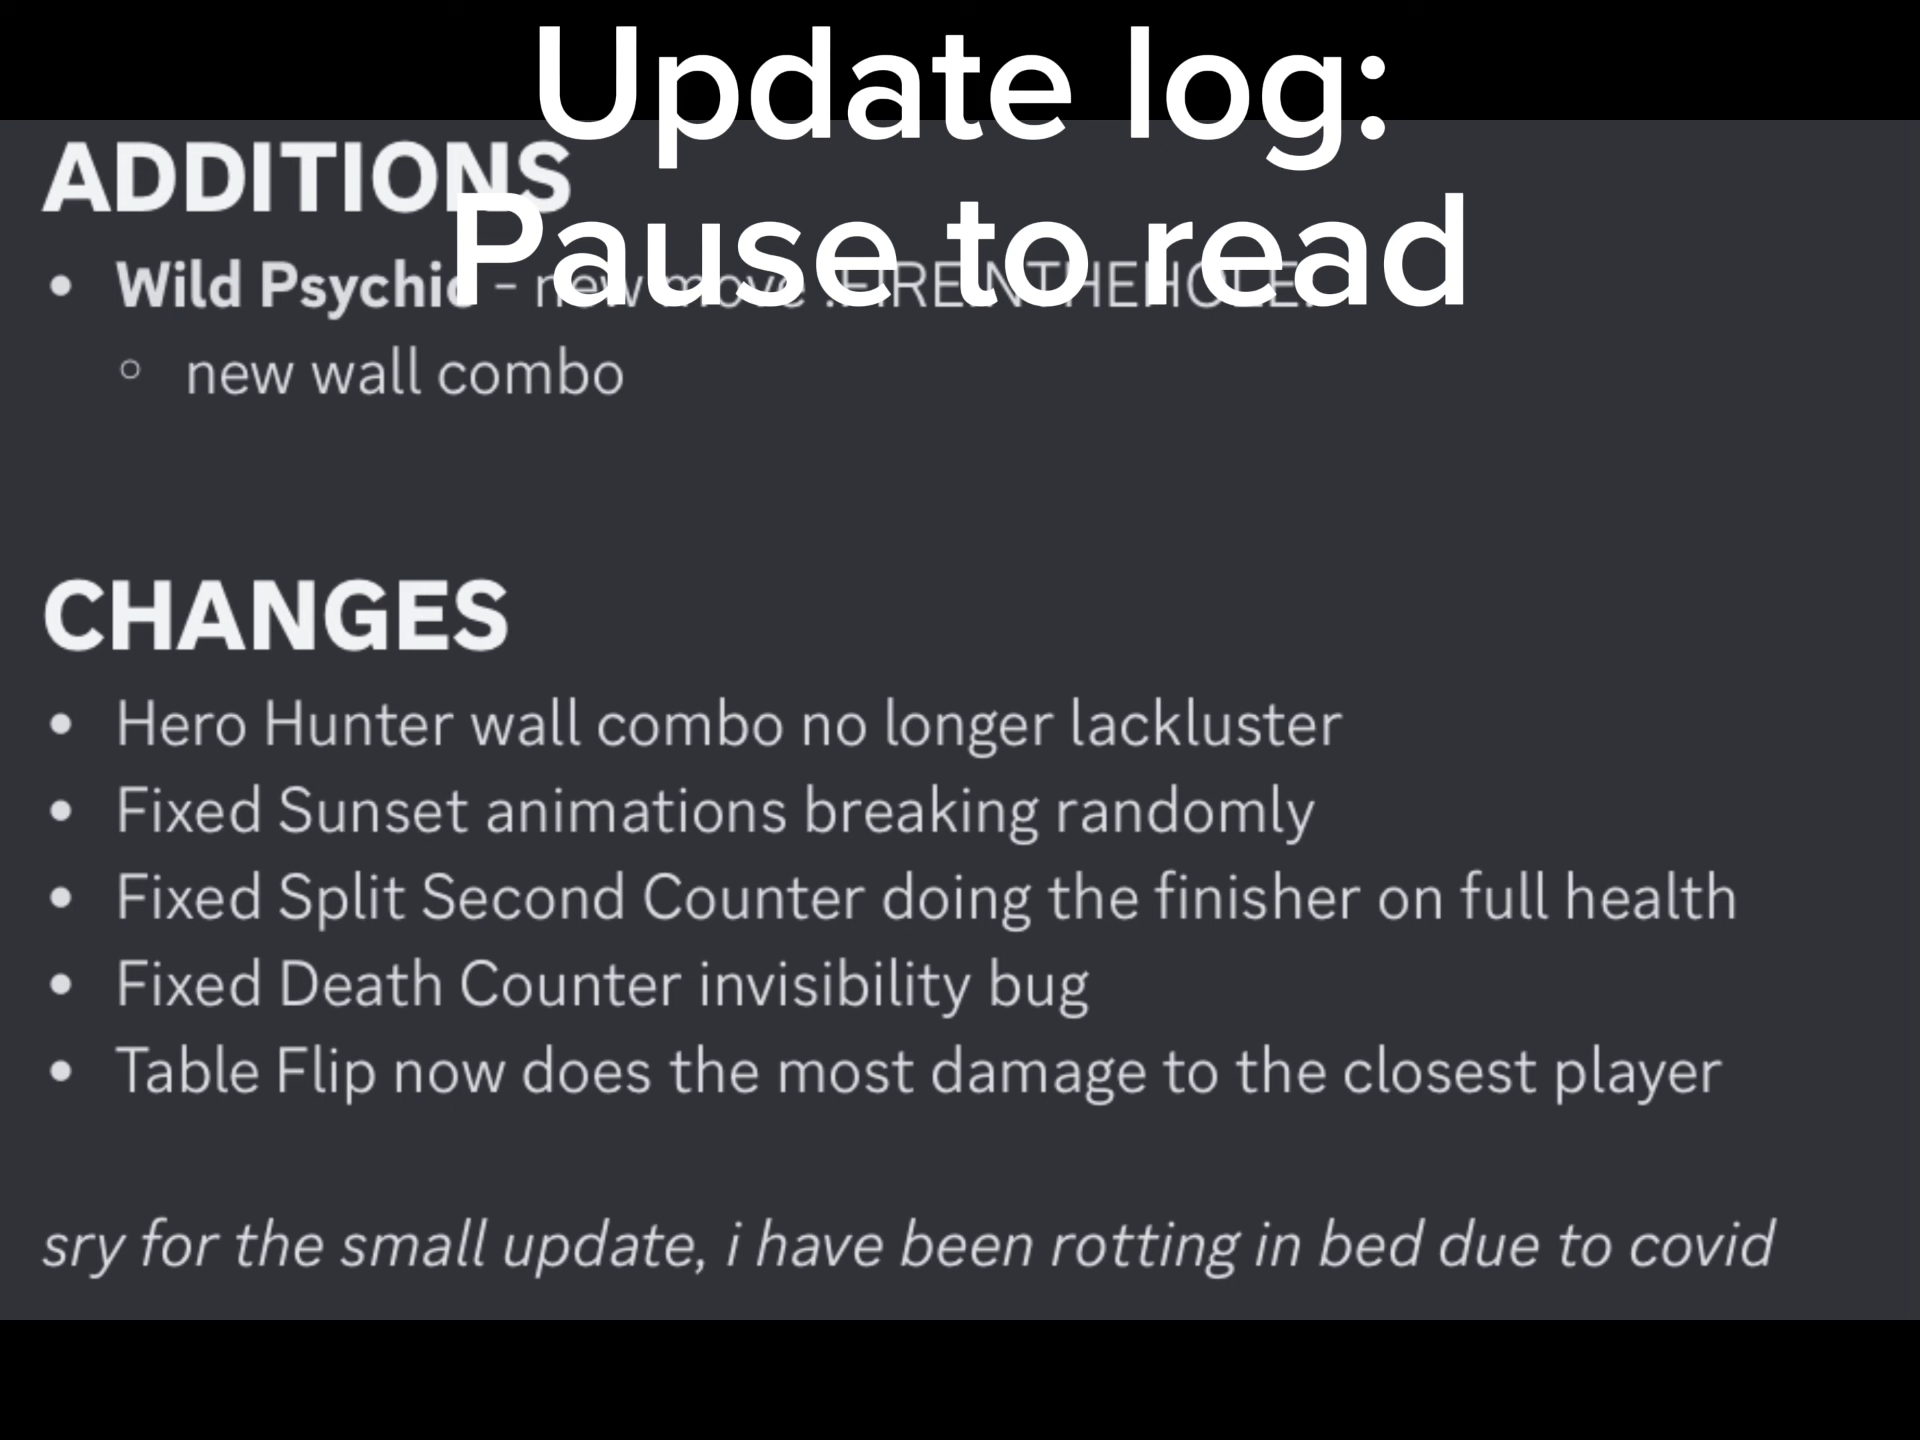 Update log:
Pause to read
ADDITIONS
• Wild Psychic - new move :FIREINTHEHOLE:
◦ new wall combo
CHANGES
• Hero Hunter wall combo no longer lackluster
• Fixed Sunset animations breaking randomly
• Fixed Split Second Counter doing the finisher on full health
• Fixed Death Counter invisibility bug
• Table Flip now does the most damage to the closest player
sry for the small update, i have been rotting in bed due to covid